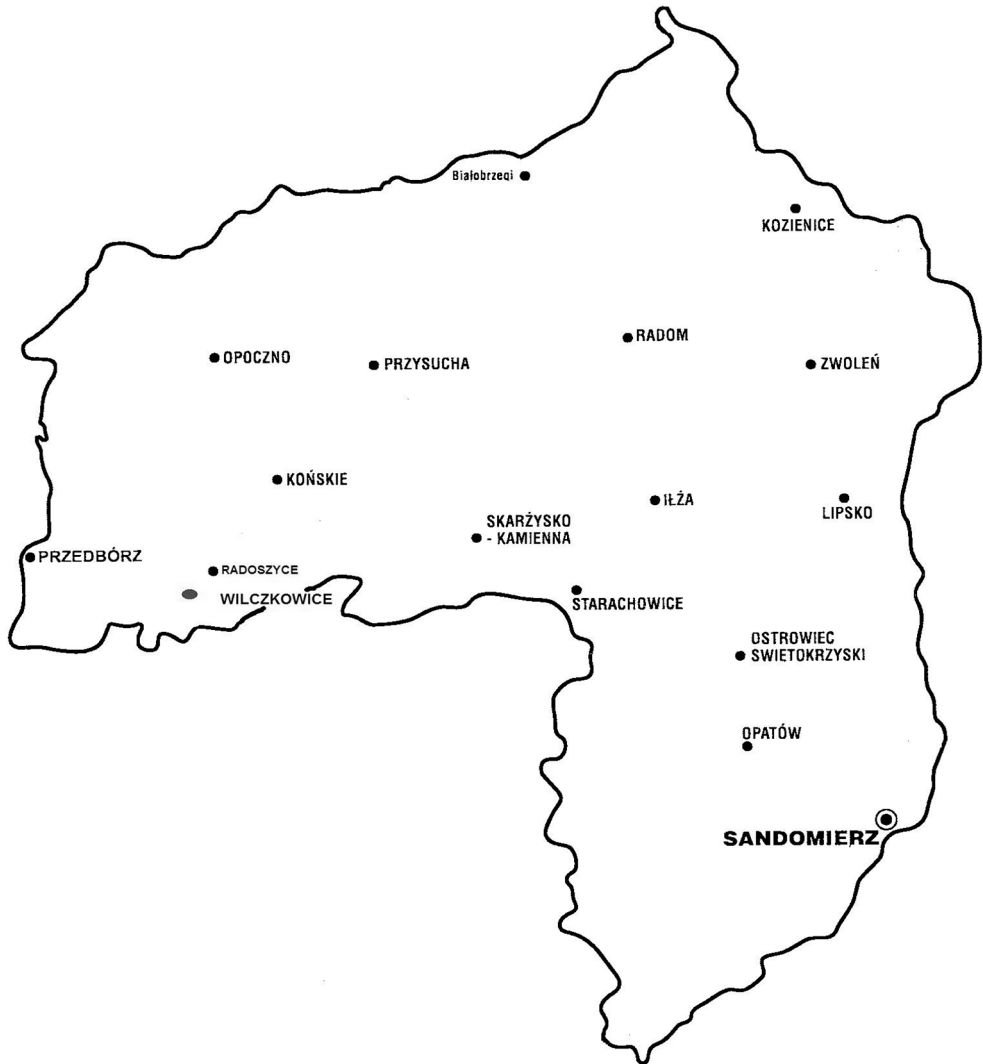 Białobrzegi
KOZIENICE
RADOM
OPOCZNO
PRZYSUCHA
ZWOLEŃ
KOŃSKIE
IŁŻA
LIPSKO
SKARŻYSKO
- KAMIENNA
PRZEDBÓRZ
RADOSZYCE
WILCZKOWICE
STARACHOWICE
OSTROWIEC
SWIETOKRZYSKI
OPATÓW
SANDOMIERZ